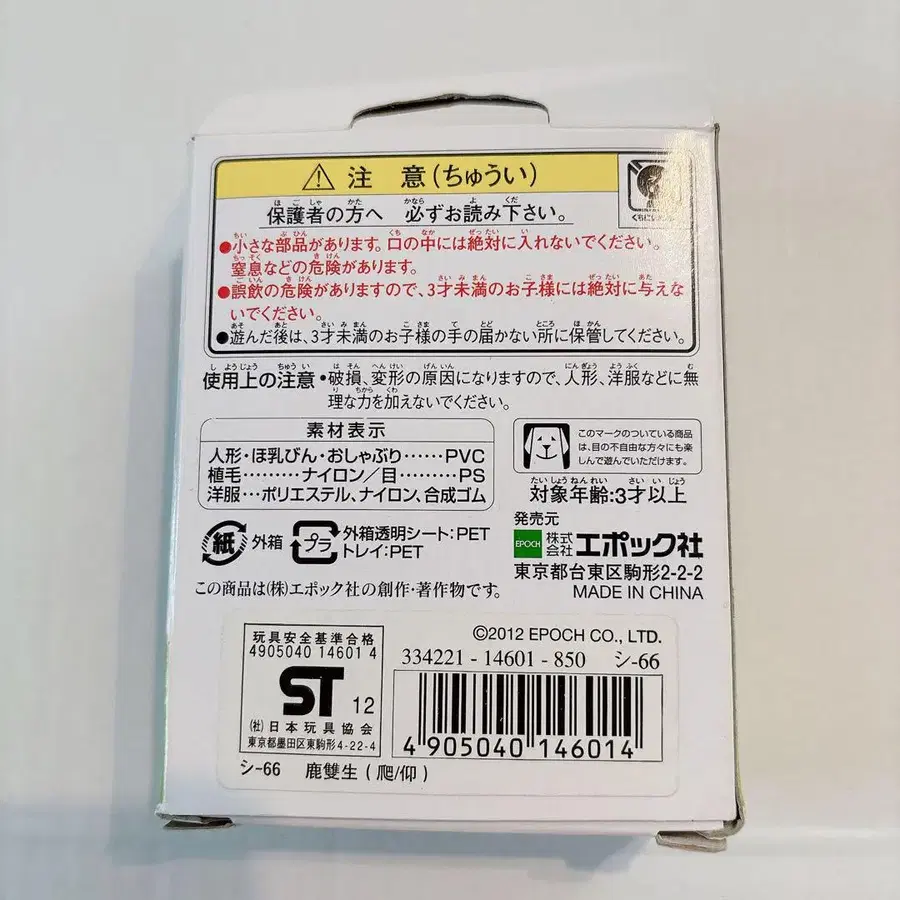 注 意(ちゅうい)
保護者の方へ 必ずお読み下さい。
●小さな部品があります。口の中には絶対に入れないでください。
窒息などの危険があります。
●誤飲の危険がありますので、3才未満のお子様には絶対に与えな
いでください。
●遊んだ後は、3才未満のお子様の手の届かない所に保管してください。
使用上の注意・破損、変形の原因になりますので、人形、洋服などに無
理な力を加えないでください。
素材表示
人形・ほ乳びん・おしゃぶり……PVC
植毛………ナイロン/目………PS
洋服…ポリエステル、ナイロン、合成ゴム
このマークのついている商品
は、目の不自由な方々にも楽
しんで遊んでいただけます。
対象年齢:3才以上
発売元
EPOCH 株式会社 エポック社
東京都台東区駒形2-2-2
MADE IN CHINA
紙 外箱 プラ 外箱透明シート:PET
トレイ:PET
この商品は(株)エポック社の創作・著作物です。
玩具安全基準合格
4905040 14601 4
ST 12
(社)日本玩具協会
東京都墨田区東駒形4-22-4
©2012 EPOCH CO., LTD.
334221-14601-850 シ-66
4 905040 146014
シ-66 鹿雙生(爬/仰)